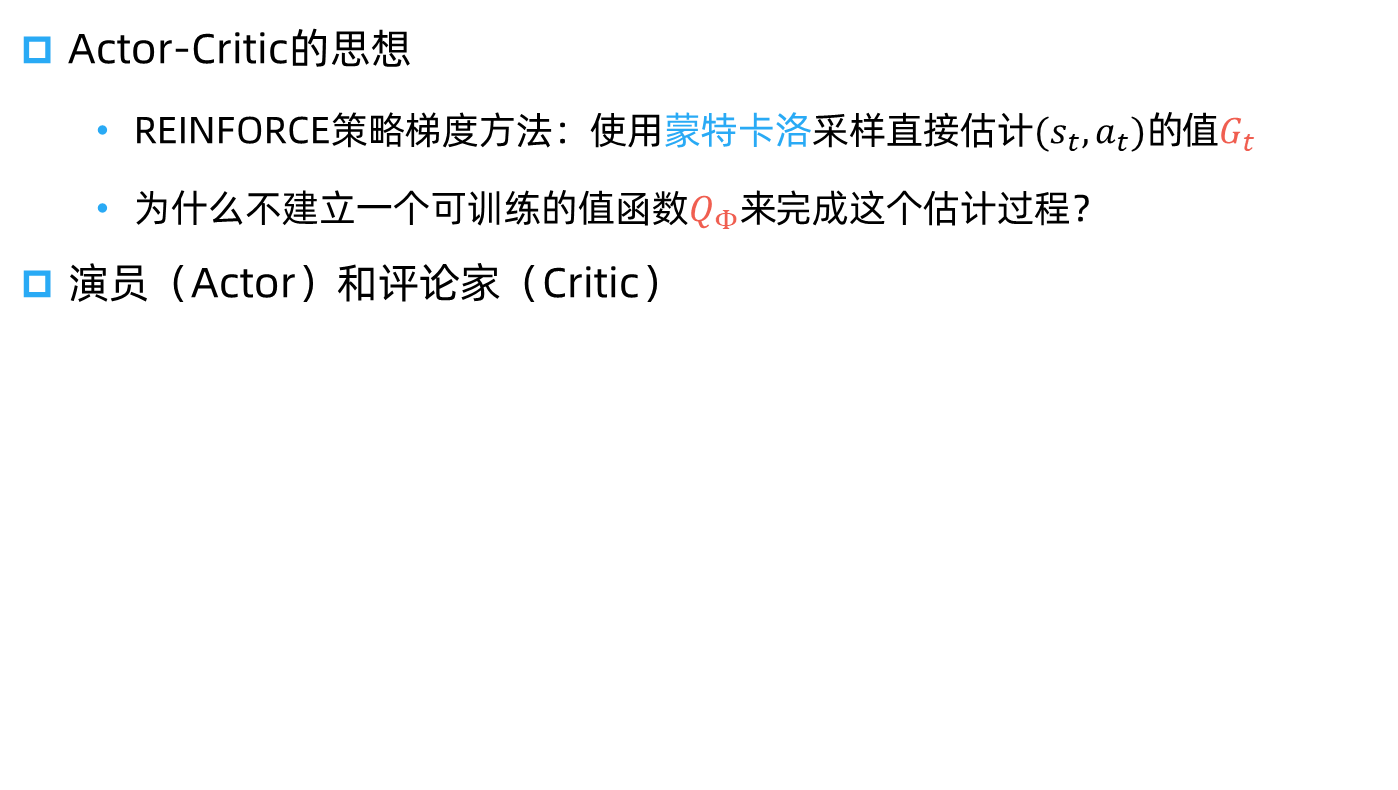 Actor-Critic的思想
• REINFORCE策略梯度方法：使用蒙特卡洛采样直接估计(sₜ, aₜ)的值Gₜ
• 为什么不建立一个可训练的值函数Q_Φ来完成这个估计过程？
演员（Actor）和评论家（Critic）